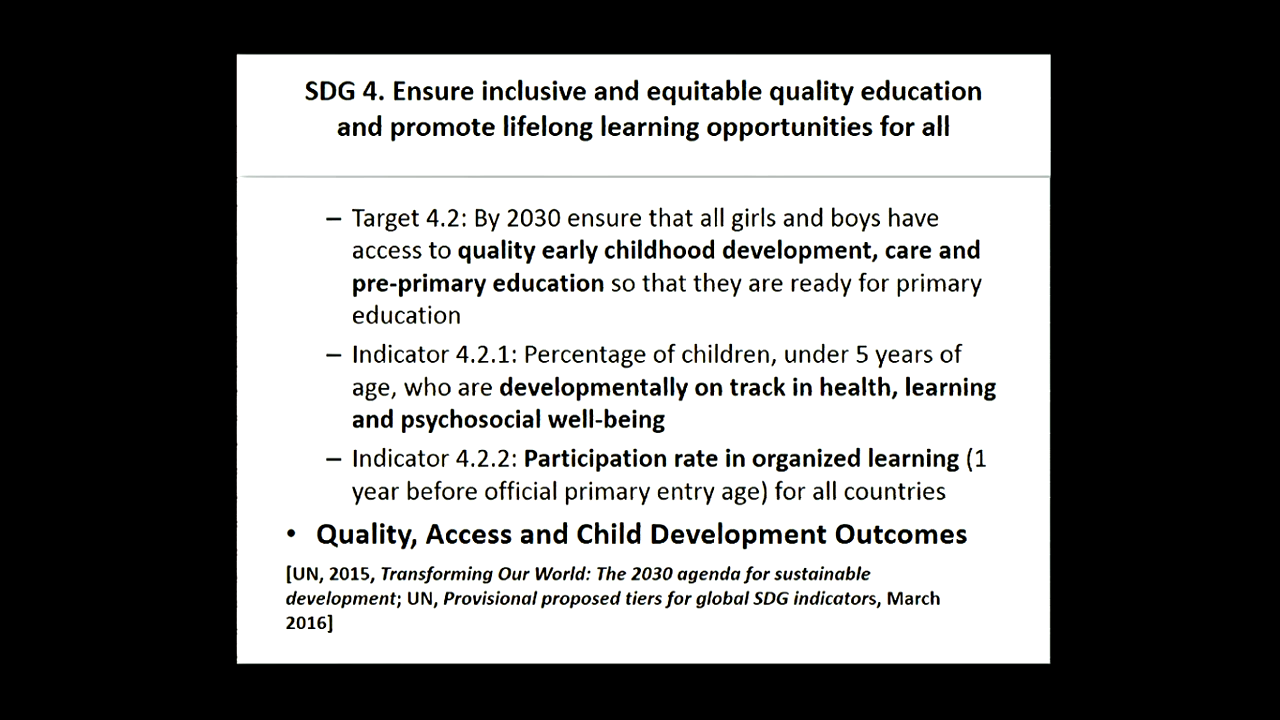 SDG 4. Ensure inclusive and equitable quality education
and promote lifelong learning opportunities for all
– Target 4.2: By 2030 ensure that all girls and boys have
access to quality early childhood development, care and
pre-primary education so that they are ready for primary
education
– Indicator 4.2.1: Percentage of children, under 5 years of
age, who are developmentally on track in health, learning
and psychosocial well-being
– Indicator 4.2.2: Participation rate in organized learning (1
year before official primary entry age) for all countries
• Quality, Access and Child Development Outcomes
[UN, 2015, Transforming Our World: The 2030 agenda for sustainable
development; UN, Provisional proposed tiers for global SDG indicators, March
2016]